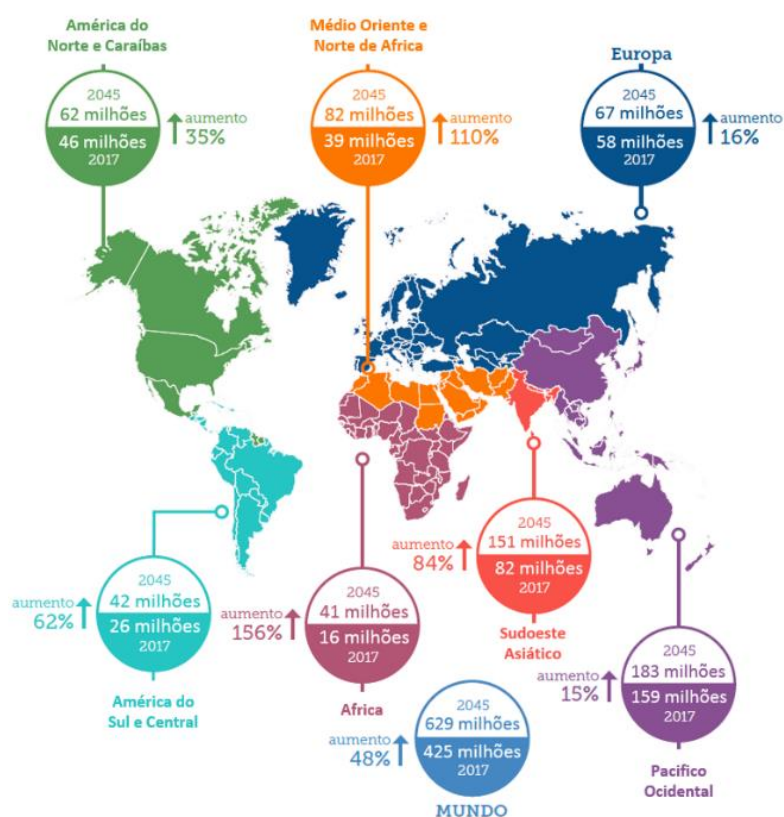 América do
Norte e Caraíbas
2045
62 milhões
46 milhões
2017
aumento
35%
Médio Oriente e
Norte de Africa
2045
82 milhões
39 milhões
2017
aumento
110%
Europa
2045
67 milhões
58 milhões
2017
aumento
16%
2045
42 milhões
26 milhões
2017
aumento
62%
América do
Sul e Central
2045
41 milhões
16 milhões
2017
aumento
156%
Africa
2045
151 milhões
82 milhões
2017
aumento
84%
Sudoeste
Asiático
2045
183 milhões
159 milhões
2017
aumento
15%
Pacifico
Ocidental
2045
629 milhões
425 milhões
2017
aumento
48%
MUNDO